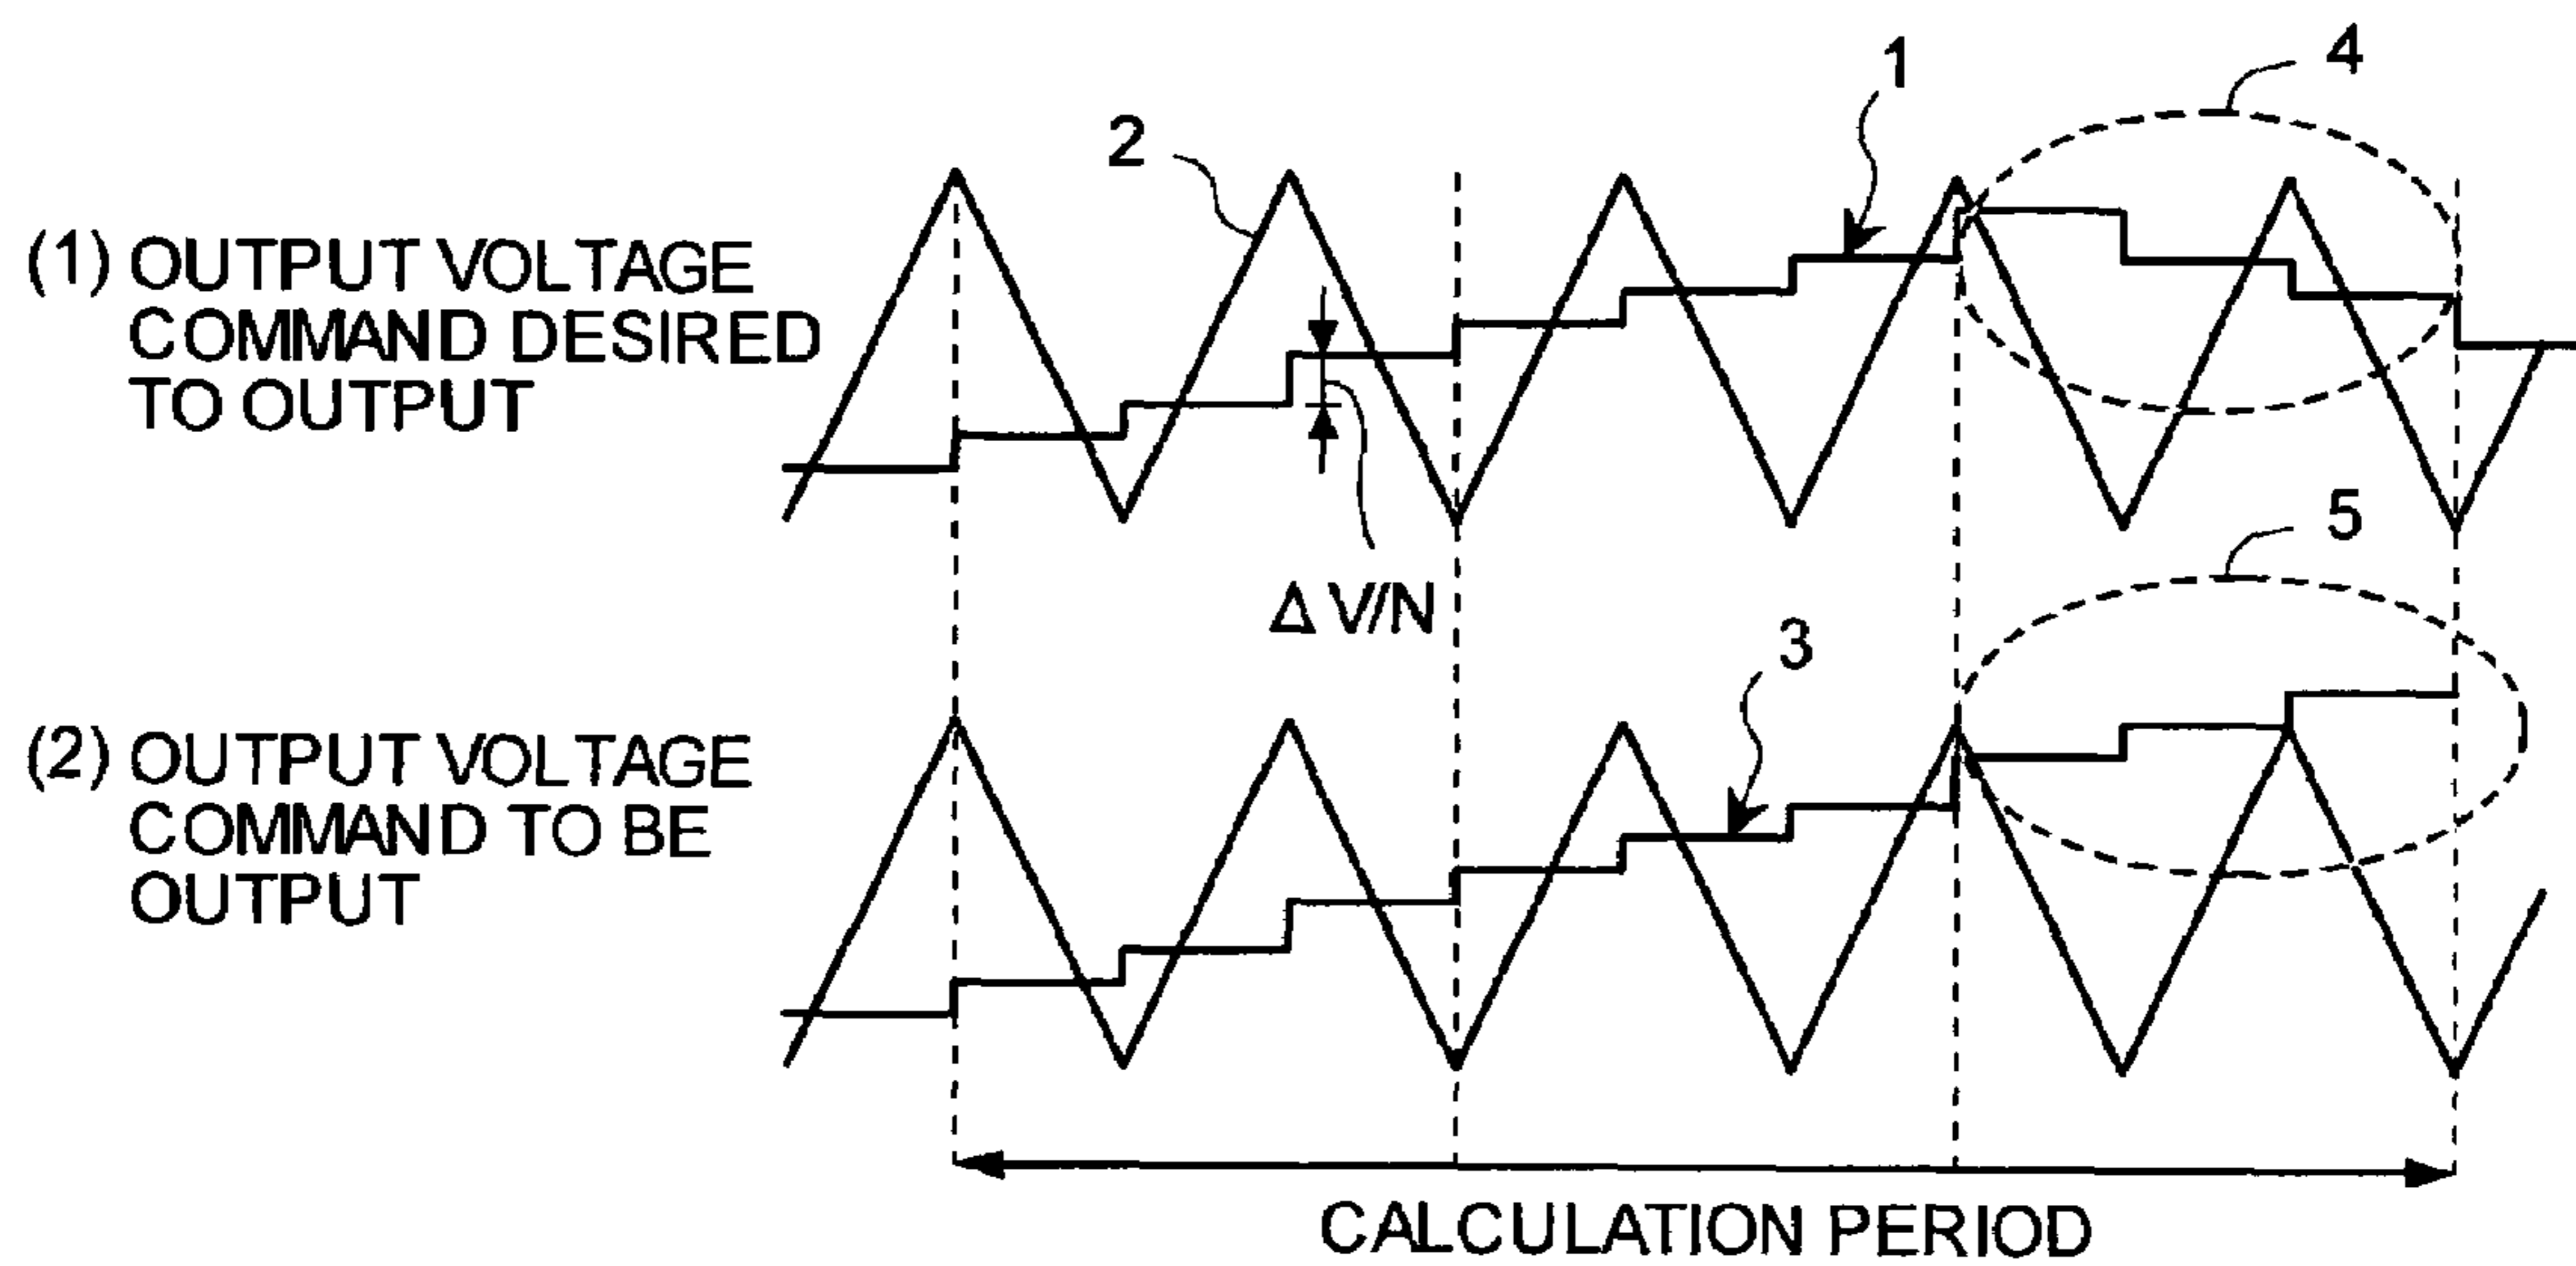 4
1
2
(1) OUTPUT VOLTAGE
COMMAND DESIRED
TO OUTPUT
5
Δ V/N
3
(2) OUTPUT VOLTAGE
COMMAND TO BE
OUTPUT
CALCULATION PERIOD